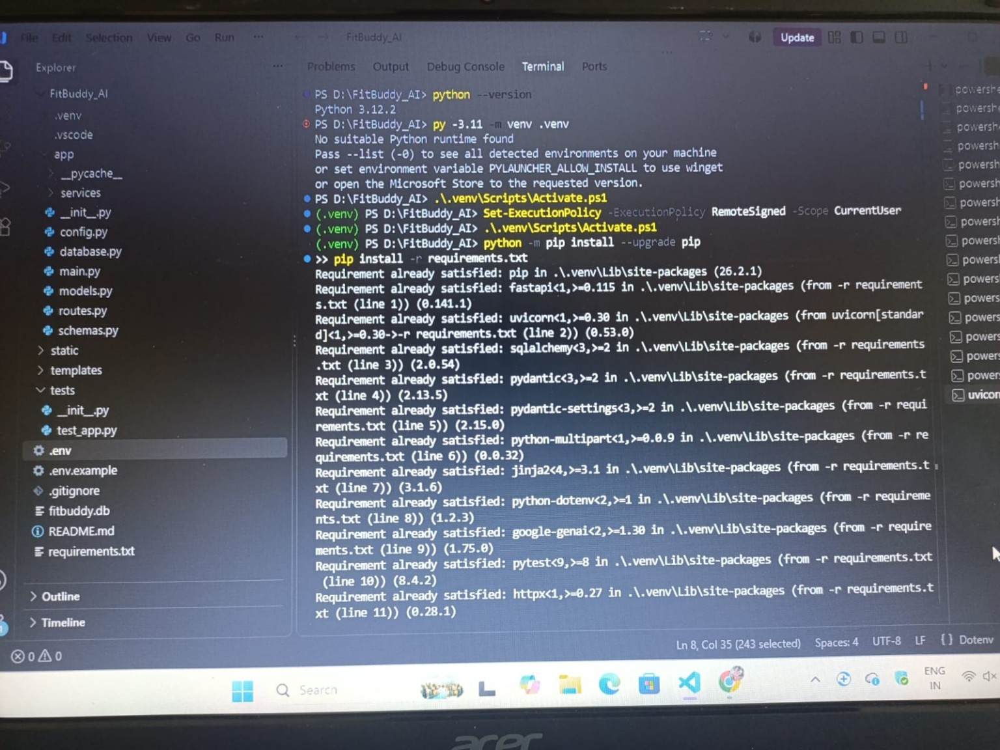 File Edit Selection View Go Run ··· FitBuddy_AI Update
Explorer ···
Problems Output Debug Console Terminal Ports
FitBuddy_AI
.venv
.vscode
app
__pycache__
services
__init__.py
config.py
database.py
main.py
models.py
routes.py
schemas.py
static
templates
tests
__init__.py
test_app.py
.env
.env.example
.gitignore
fitbuddy.db
README.md
requirements.txt
Outline
Timeline
PS D:\FitBuddy_AI> python --version
Python 3.12.2
PS D:\FitBuddy_AI> py -3.11 -m venv .venv
No suitable Python runtime found
Pass --list (-0) to see all detected environments on your machine
or set environment variable PYLAUNCHER_ALLOW_INSTALL to use winget
or open the Microsoft Store to the requested version.
PS D:\FitBuddy_AI> .\.venv\Scripts\Activate.ps1
(.venv) PS D:\FitBuddy_AI> Set-ExecutionPolicy -ExecutionPolicy RemoteSigned -Scope CurrentUser
(.venv) PS D:\FitBuddy_AI> .\.venv\Scripts\Activate.ps1
(.venv) PS D:\FitBuddy_AI> python -m pip install --upgrade pip
>> pip install -r requirements.txt
Requirement already satisfied: pip in .\.venv\Lib\site-packages (26.2.1)
Requirement already satisfied: fastapi<1,>=0.115 in .\.venv\Lib\site-packages (from -r requirement
s.txt (line 1)) (0.141.1)
Requirement already satisfied: uvicorn<1,>=0.30 in .\.venv\Lib\site-packages (from uvicorn[standar
d]<1,>=0.30->-r requirements.txt (line 2)) (0.53.0)
Requirement already satisfied: sqlalchemy<3,>=2 in .\.venv\Lib\site-packages (from -r requirements
.txt (line 3)) (2.0.54)
Requirement already satisfied: pydantic<3,>=2 in .\.venv\Lib\site-packages (from -r requirements.t
xt (line 4)) (2.13.5)
Requirement already satisfied: pydantic-settings<3,>=2 in .\.venv\Lib\site-packages (from -r requi
rements.txt (line 5)) (2.15.0)
Requirement already satisfied: python-multipart<1,>=0.0.9 in .\.venv\Lib\site-packages (from -r re
quirements.txt (line 6)) (0.0.32)
Requirement already satisfied: jinja2<4,>=3.1 in .\.venv\Lib\site-packages (from -r requirements.t
xt (line 7)) (3.1.6)
Requirement already satisfied: python-dotenv<2,>=1 in .\.venv\Lib\site-packages (from -r requireme
nts.txt (line 8)) (1.2.3)
Requirement already satisfied: google-genai<2,>=1.30 in .\.venv\Lib\site-packages (from -r require
ments.txt (line 9)) (1.75.0)
Requirement already satisfied: pytest<9,>=8 in .\.venv\Lib\site-packages (from -r requirements.txt
(line 10)) (8.4.2)
Requirement already satisfied: httpx<1,>=0.27 in .\.venv\Lib\site-packages (from -r requirements.t
xt (line 11)) (0.28.1)
powershe
powershe
powershe
powersh
powersh
powersh
powersh
powersh
powersh
powersh
powers
powers
powers
powers
power
power
uvicor
0 0
Ln 8, Col 35 (243 selected) Spaces: 4 UTF-8 LF {} Dotenv
Search
ENG
IN
acer